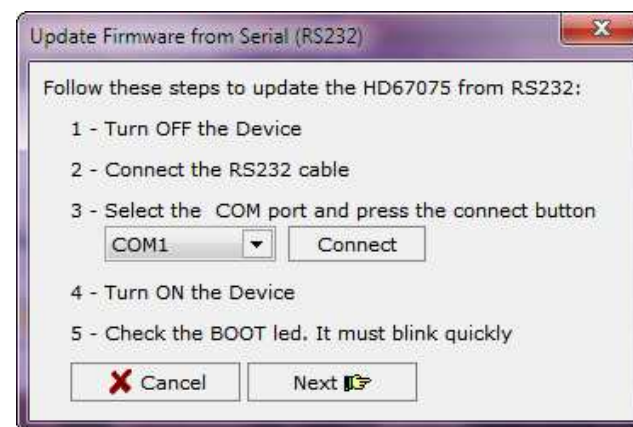 Update Firmware from Serial (RS232)
Follow these steps to update the HD67075 from RS232:
1 - Turn OFF the Device
2 - Connect the RS232 cable
3 - Select the  COM port and press the connect button
COM1 Connect
4 - Turn ON the Device
5 - Check the BOOT led. It must blink quickly
Cancel Next